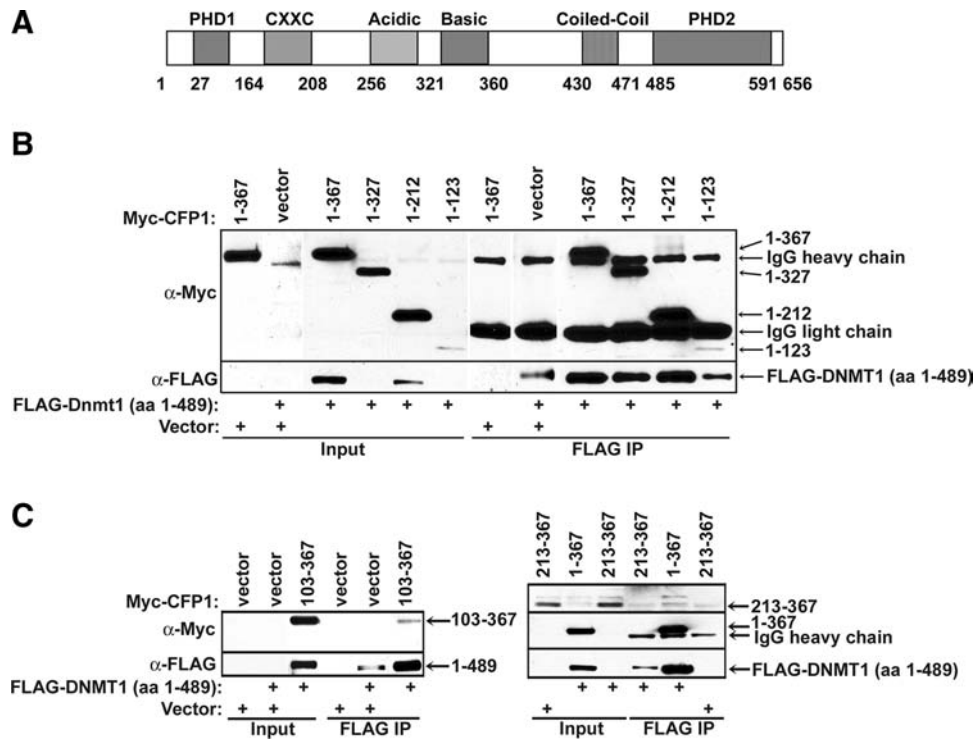 A
PHD1 CXXC Acidic Basic Coiled-Coil PHD2
1 27 164 208 256 321 360 430 471 485 591 656
B
Myc-CFP1: 1-367 vector 1-367 1-327 1-212 1-123 1-367 vector 1-367 1-327 1-212 1-123
α-Myc
1-367
IgG heavy chain
1-327
1-212
IgG light chain
1-123
α-FLAG FLAG-DNMT1 (aa 1-489)
FLAG-Dnmt1 (aa 1-489): + + + + + + + + + +
Vector: + + + +
Input FLAG IP
C
Myc-CFP1: vector vector 103-367 vector vector 103-367
α-Myc 103-367
α-FLAG 1-489
FLAG-DNMT1 (aa 1-489): + + + +
Vector: + + + +
Input FLAG IP
213-367 1-367 213-367 213-367 1-367 213-367
213-367
1-367
IgG heavy chain
FLAG-DNMT1 (aa 1-489)
+ + + +
+ +
Input FLAG IP